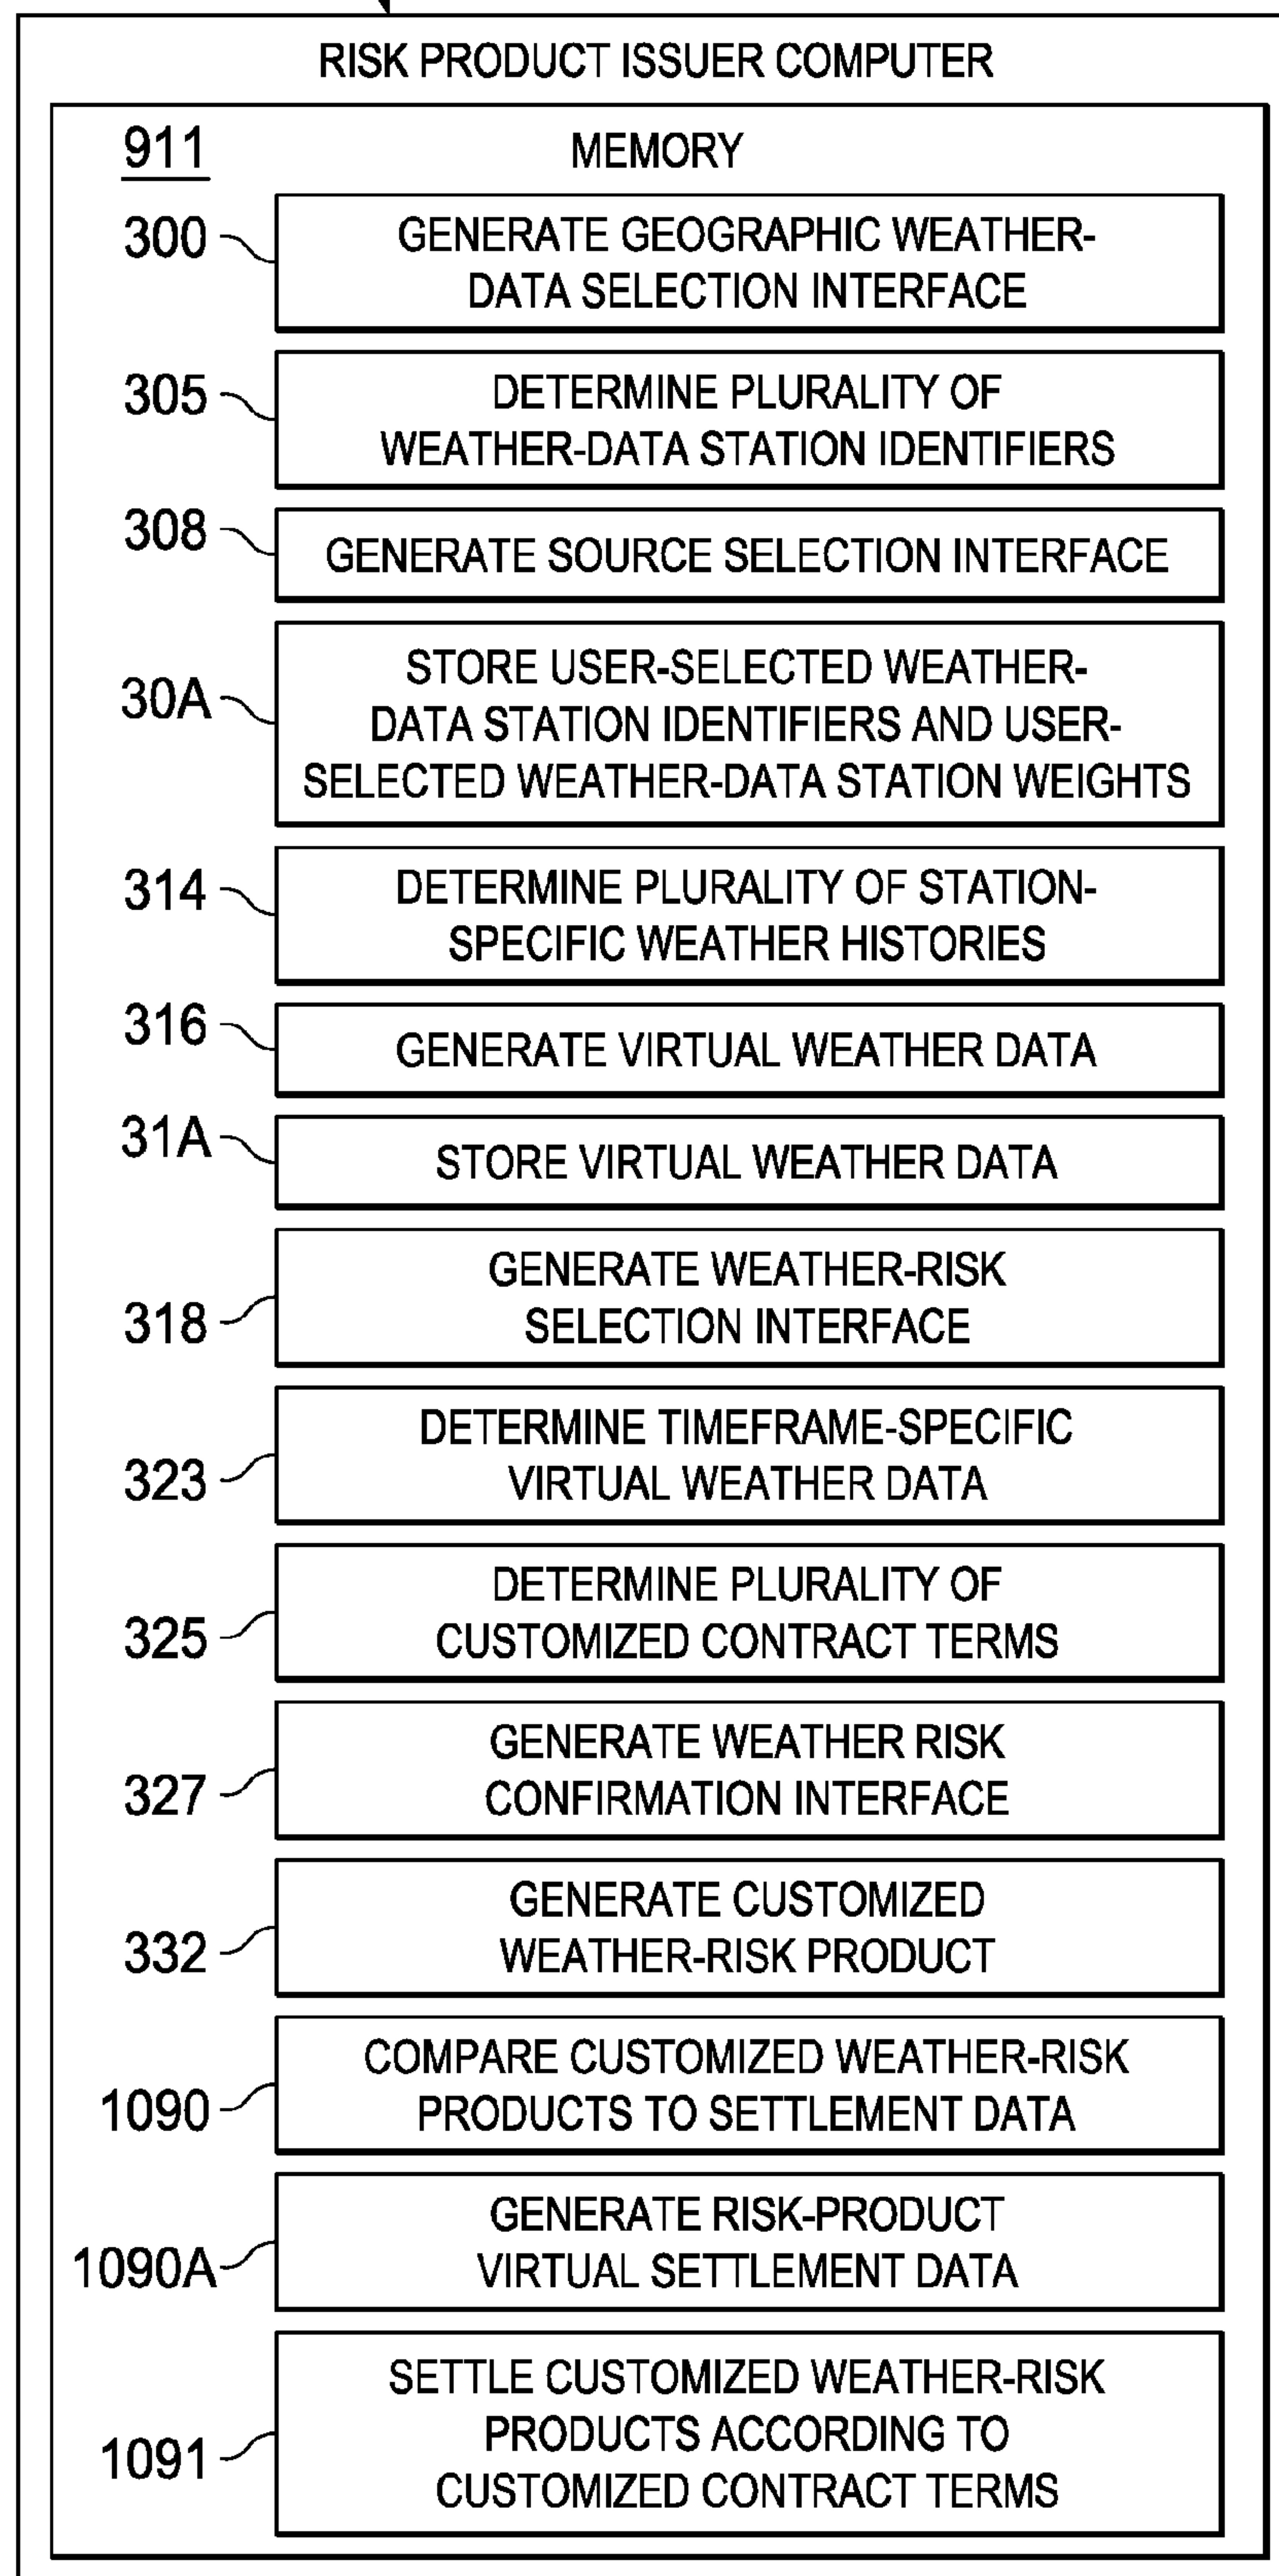 RISK PRODUCT ISSUER COMPUTER
911 MEMORY
300 GENERATE GEOGRAPHIC WEATHER-
DATA SELECTION INTERFACE
305 DETERMINE PLURALITY OF
WEATHER-DATA STATION IDENTIFIERS
308 GENERATE SOURCE SELECTION INTERFACE
30A STORE USER-SELECTED WEATHER-
DATA STATION IDENTIFIERS AND USER-
SELECTED WEATHER-DATA STATION WEIGHTS
314 DETERMINE PLURALITY OF STATION-
SPECIFIC WEATHER HISTORIES
316 GENERATE VIRTUAL WEATHER DATA
31A STORE VIRTUAL WEATHER DATA
318 GENERATE WEATHER-RISK
SELECTION INTERFACE
323 DETERMINE TIMEFRAME-SPECIFIC
VIRTUAL WEATHER DATA
325 DETERMINE PLURALITY OF
CUSTOMIZED CONTRACT TERMS
327 GENERATE WEATHER RISK
CONFIRMATION INTERFACE
332 GENERATE CUSTOMIZED
WEATHER-RISK PRODUCT
1090 COMPARE CUSTOMIZED WEATHER-RISK
PRODUCTS TO SETTLEMENT DATA
1090A GENERATE RISK-PRODUCT
VIRTUAL SETTLEMENT DATA
1091 SETTLE CUSTOMIZED WEATHER-RISK
PRODUCTS ACCORDING TO
CUSTOMIZED CONTRACT TERMS